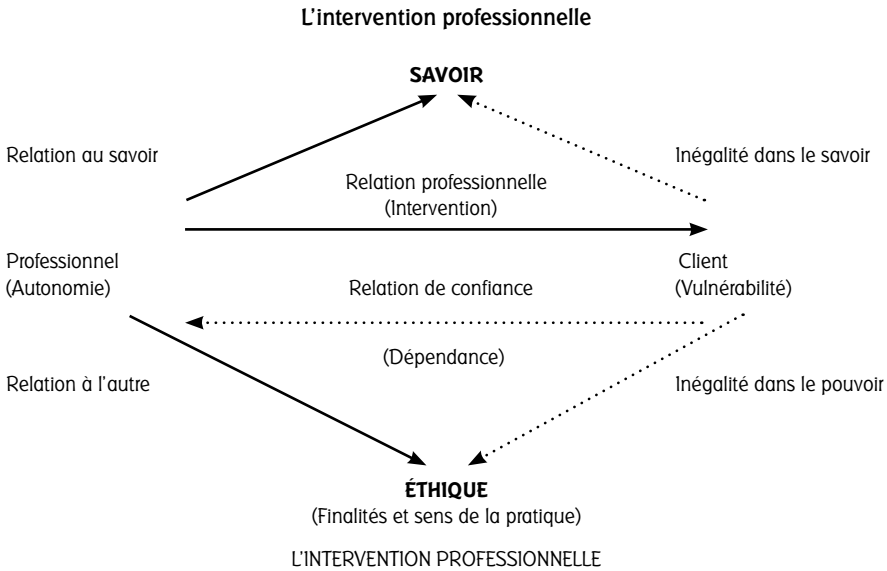 L'intervention professionnelle
SAVOIR
Relation au savoir
Inégalité dans le savoir
Relation professionnelle
(Intervention)
Professionnel
(Autonomie)
Client
(Vulnérabilité)
Relation de confiance
(Dépendance)
Relation à l'autre
Inégalité dans le pouvoir
ÉTHIQUE
(Finalités et sens de la pratique)
L'INTERVENTION PROFESSIONNELLE